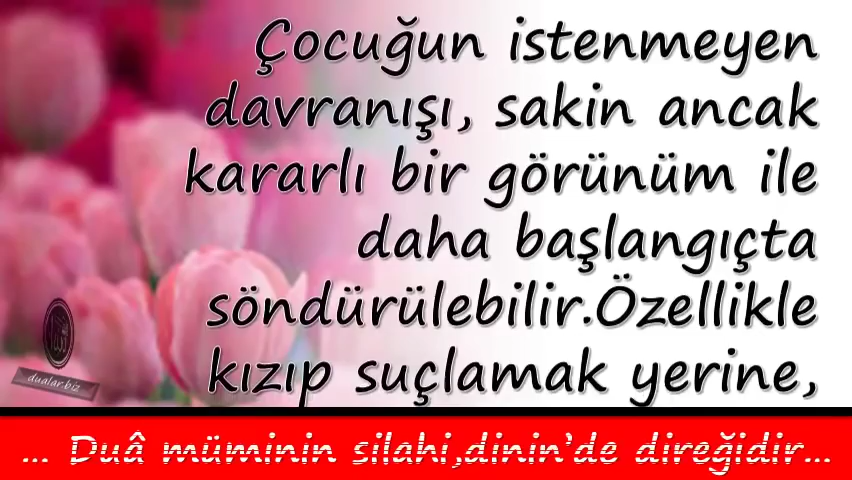 Çocuğun istenmeyen
davranışı, sakin ancak
kararlı bir görünüm ile
daha başlangıçta
söndürülebilir.Özellikle
kızıp suçlamak yerine,
dualar.biz
... Duâ müminin silahi,dinin'de direğidir...